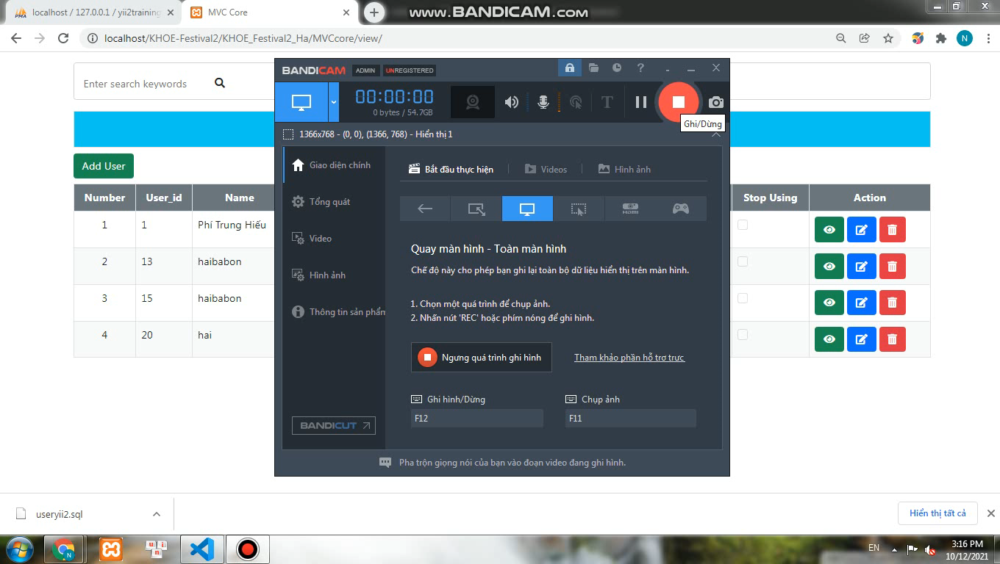 localhost / 127.0.0.1 / yii2training
MVC Core
www.BANDICAM.com
localhost/KHOE-Festival2/KHOE_Festival2_Ha/MVCcore/view/
N
Enter search keywords
Add User
Number User_id Name Stop Using Action
1 1 Phí Trung Hiếu
2 13 haibabon
3 15 haibabon
4 20 hai
BANDICAM ADMIN UNREGISTERED
00:00:00
0 bytes / 54.7GB
Ghi/Dừng
1366x768 - (0, 0), (1366, 768) - Hiển thị 1
Giao diện chính
Tổng quát
Video
Hình ảnh
Thông tin sản phẩm
BANDICUT
Bắt đầu thực hiện
Videos
Hình ảnh
HDMI
Quay màn hình - Toàn màn hình
Chế độ này cho phép bạn ghi lại toàn bộ dữ liệu hiển thị trên màn hình.
1. Chọn một quá trình để chụp ảnh.
2. Nhấn nút 'REC' hoặc phím nóng để ghi hình.
Ngưng quá trình ghi hình
Tham khảo phần hỗ trơ trưc
Ghi hình/Dừng
Chụp ảnh
F12
F11
Pha trộn giọng nói của bạn vào đoạn video đang ghi hình.
useryii2.sql
Hiển thị tất cả
EN
3:16 PM
10/12/2021